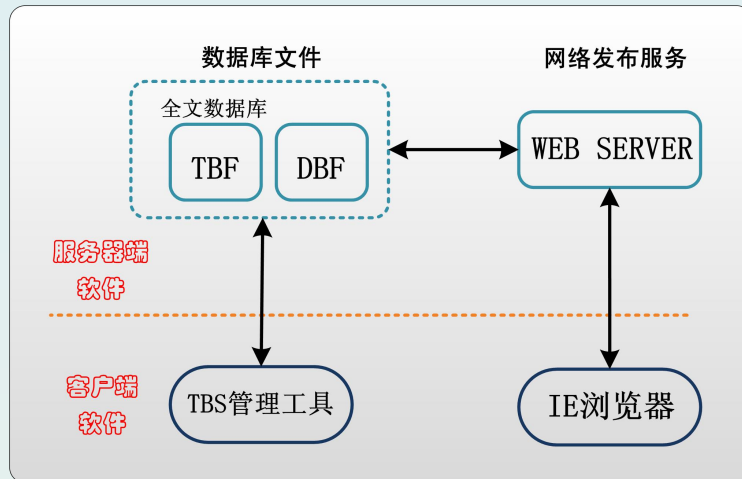 数据库文件
网络发布服务
全文数据库
TBF
DBF
WEB SERVER
服务器端
软件
客户端
软件
TBS管理工具
IE浏览器